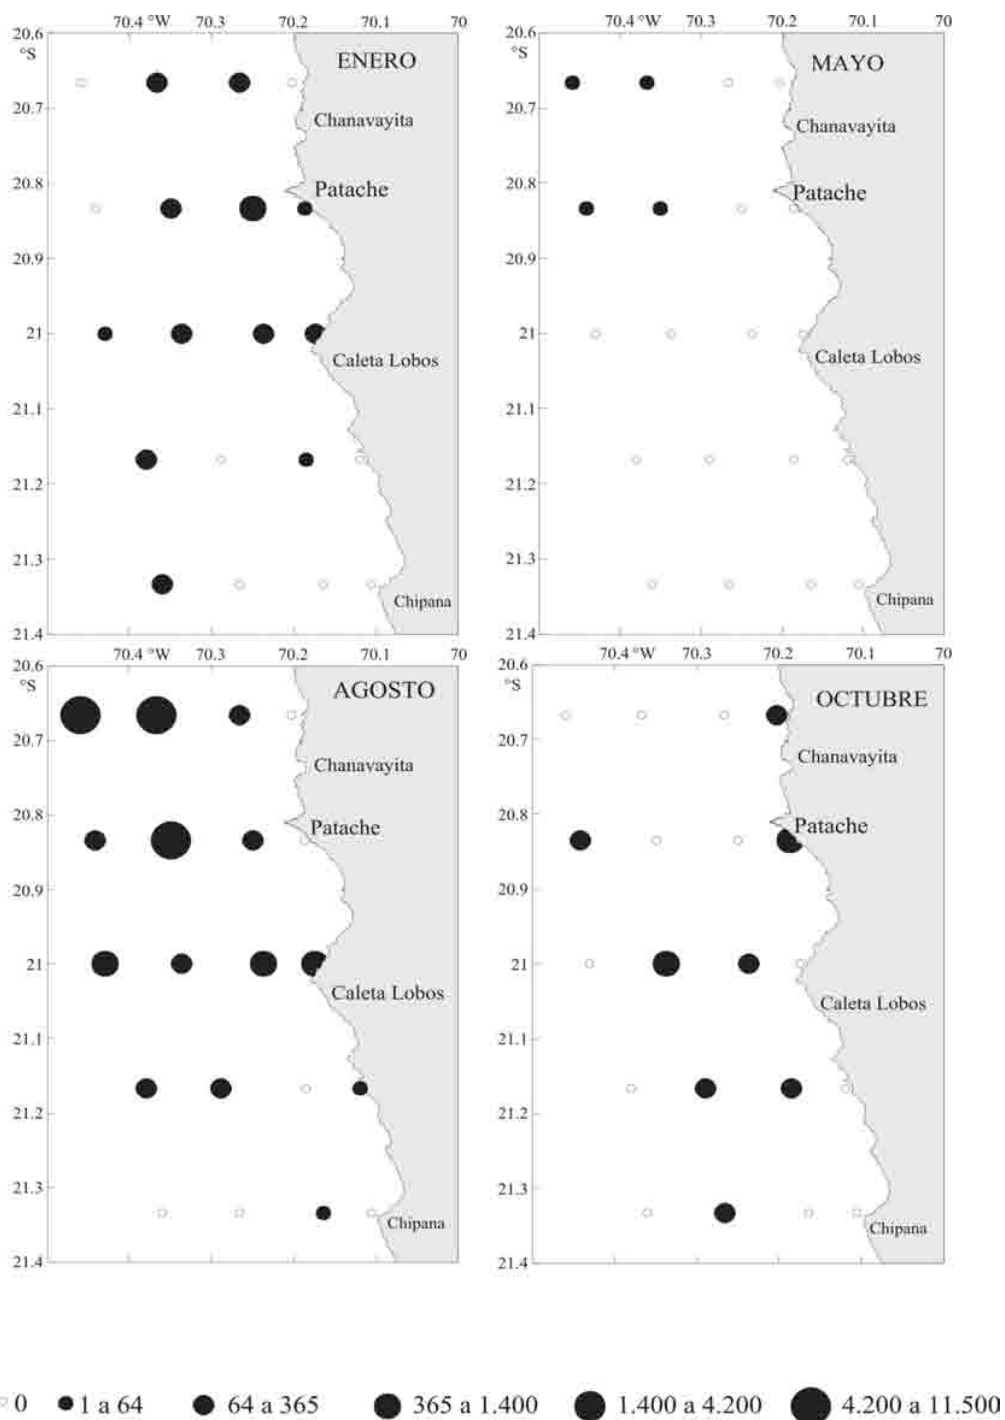 70.4 °W 70.3 70.2 70.1 70
20.6
°S
ENERO
20.7
Chanavayita
20.8
Patache
20.9
21
Caleta Lobos
21.1
21.2
21.3
Chipana
21.4
70.4 °W 70.3 70.2 70.1 70
20.6
°S
MAYO
20.7
Chanavayita
20.8
Patache
20.9
21
Caleta Lobos
21.1
21.2
21.3
Chipana
21.4
70.4 °W 70.3 70.2 70.1 70
20.6
°S
AGOSTO
20.7
Chanavayita
20.8
Patache
20.9
21
Caleta Lobos
21.1
21.2
21.3
Chipana
21.4
70.4 °W 70.3 70.2 70.1 70
20.6
°S
OCTUBRE
20.7
Chanavayita
20.8
Patache
20.9
21
Caleta Lobos
21.1
21.2
21.3
Chipana
21.4
0 1 a 64 64 a 365 365 a 1.400 1.400 a 4.200 4.200 a 11.500